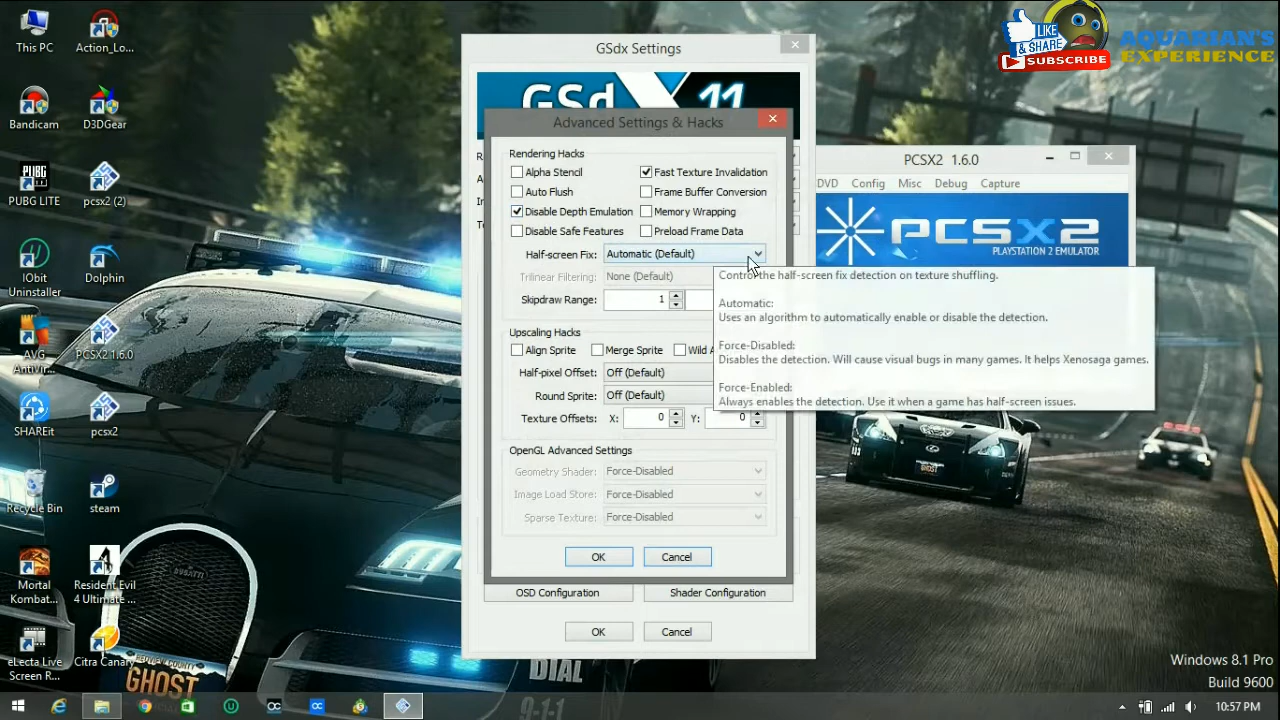 This PC
Action_Lo...
Bandicam
D3DGear
PUBG LITE
pcsx2 (2)
IObit
Uninstaller
Dolphin
AVG
AntiVir...
PCSX2 1.6.0
SHAREit
pcsx2
Recycle Bin
steam
Mortal
Kombat...
Resident Evil
4 Ultimate ...
eLecta Live
Screen R...
Citra Canary
LIKE
& SHARE
SUBSCRIBE
AQUARIAN'S
EXPERIENCE
GSdx Settings
GSdX 11
Advanced Settings & Hacks
Rendering Hacks
Alpha Stencil
Fast Texture Invalidation
Auto Flush
Frame Buffer Conversion
Disable Depth Emulation
Memory Wrapping
Disable Safe Features
Preload Frame Data
Half-screen Fix: Automatic (Default)
Trilinear Filtering: None (Default)
Skipdraw Range: 1
Upscaling Hacks
Align Sprite
Merge Sprite
Wild
Half-pixel Offset: Off (Default)
Round Sprite: Off (Default)
Texture Offsets: X: 0 Y: 0
OpenGL Advanced Settings
Geometry Shader: Force-Disabled
Image Load Store: Force-Disabled
Sparse Texture: Force-Disabled
OK
Cancel
OSD Configuration
Shader Configuration
OK
Cancel
PCSX2 1.6.0
DVD
Config
Misc
Debug
Capture
PCSX2
PLAYSTATION 2 EMULATOR
Control the half-screen fix detection on texture shuffling.
Automatic:
Uses an algorithm to automatically enable or disable the detection.
Force-Disabled:
Disables the detection. Will cause visual bugs in many games. It helps Xenosaga games.
Force-Enabled:
Always enables the detection. Use it when a game has half-screen issues.
GHOST
GHOST
DIAL
9-1-1
Windows 8.1 Pro
Build 9600
10:57 PM